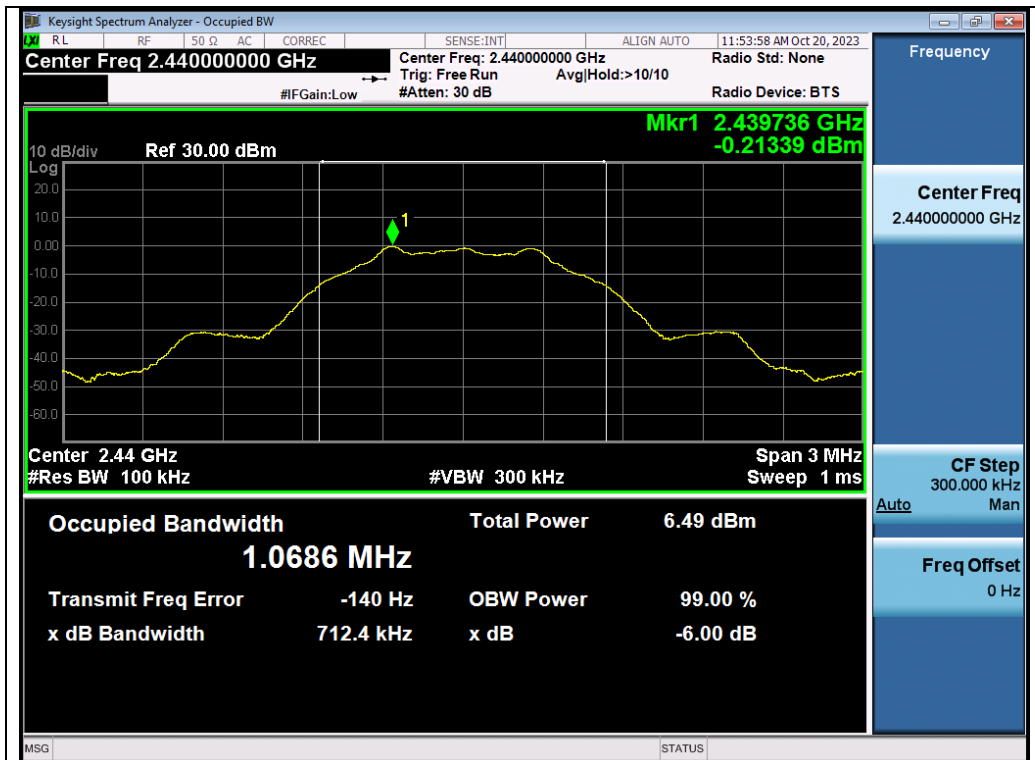 Keysight Spectrum Analyzer - Occupied BW
LXI RL RF 50 Ω AC CORREC SENSE:INT ALIGN AUTO 11:53:58 AM Oct 20, 2023
Center Freq 2.440000000 GHz
#IFGain:Low
Center Freq: 2.440000000 GHz
Trig: Free Run Avg|Hold:>10/10
#Atten: 30 dB
Radio Std: None
Radio Device: BTS
Mkr1 2.439736 GHz
-0.21339 dBm
10 dB/div Ref 30.00 dBm
Log
20.0
10.0
0.00
-10.0
-20.0
-30.0
-40.0
-50.0
-60.0
1
Center 2.44 GHz Span 3 MHz
#Res BW 100 kHz #VBW 300 kHz Sweep 1 ms
Occupied Bandwidth Total Power 6.49 dBm
1.0686 MHz
Transmit Freq Error -140 Hz OBW Power 99.00 %
x dB Bandwidth 712.4 kHz x dB -6.00 dB
Frequency
Center Freq
2.440000000 GHz
CF Step
300.000 kHz
Auto Man
Freq Offset
0 Hz
MSG STATUS